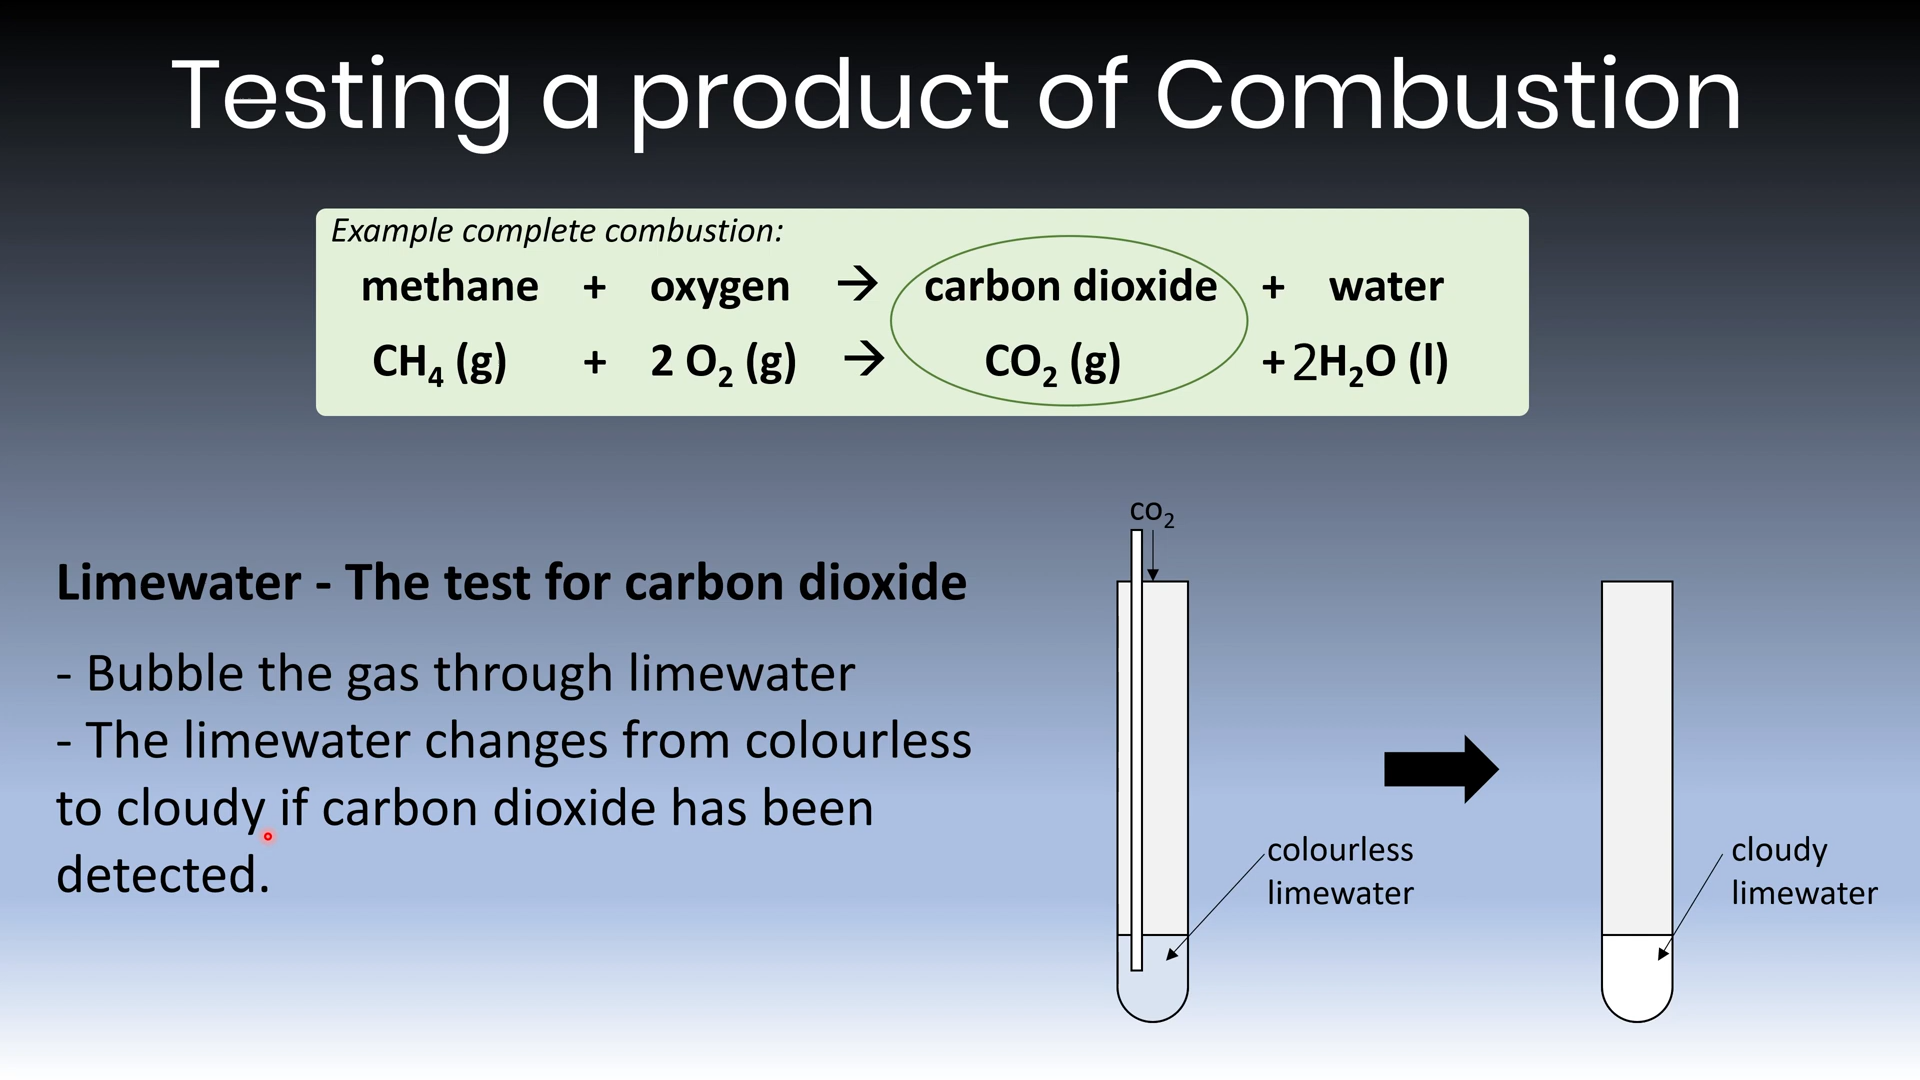 Testing a product of Combustion
Example complete combustion:
methane + oxygen → carbon dioxide + water
CH₄ (g) + 2 O₂ (g) → CO₂ (g) + 2H₂O (l)
Limewater - The test for carbon dioxide
- Bubble the gas through limewater
- The limewater changes from colourless
to cloudy if carbon dioxide has been
detected.
co₂
colourless
limewater
cloudy
limewater